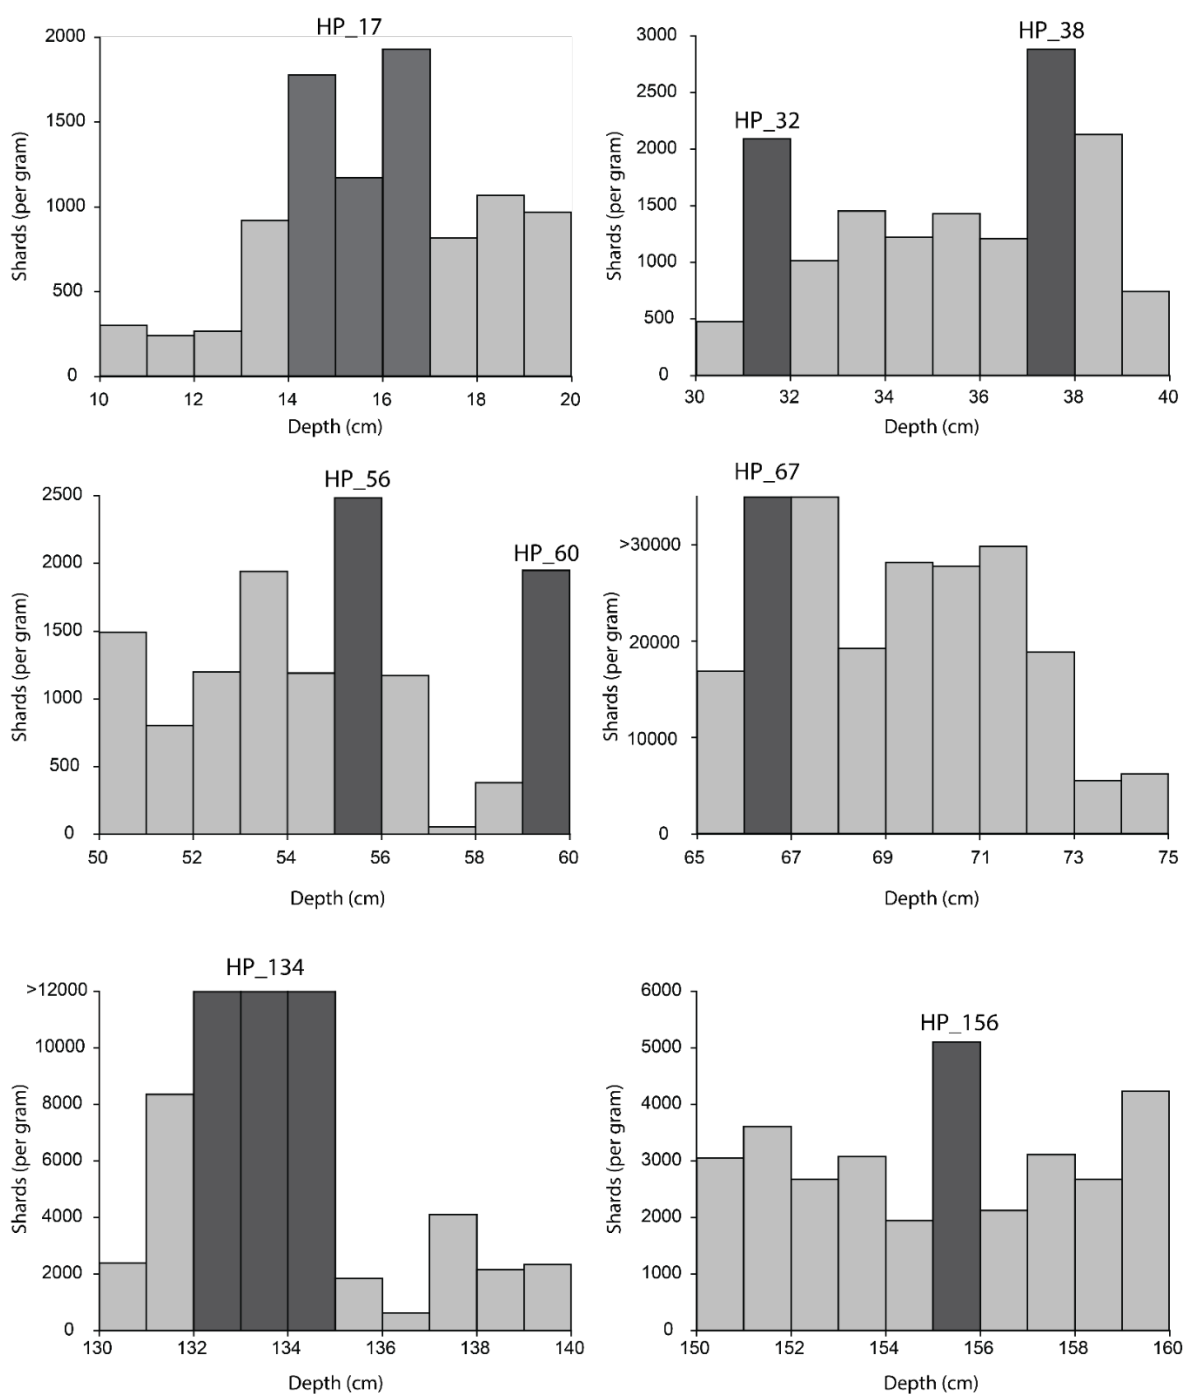 HP_17
2000
1500
1000
500
0
Shards (per gram)
10 12 14 16 18 20
Depth (cm)
HP_38
HP_32
3000
2500
2000
1500
1000
500
0
Shards (per gram)
30 32 34 36 38 40
Depth (cm)
HP_56
HP_60
2500
2000
1500
1000
500
0
Shards (per gram)
50 52 54 56 58 60
Depth (cm)
HP_67
>30000
20000
10000
0
Shards (per gram)
65 67 69 71 73 75
Depth (cm)
HP_134
>12000
10000
8000
6000
4000
2000
0
Shards (per gram)
130 132 134 136 138 140
Depth (cm)
HP_156
6000
5000
4000
3000
2000
1000
0
Shards (per gram)
150 152 154 156 158 160
Depth (cm)